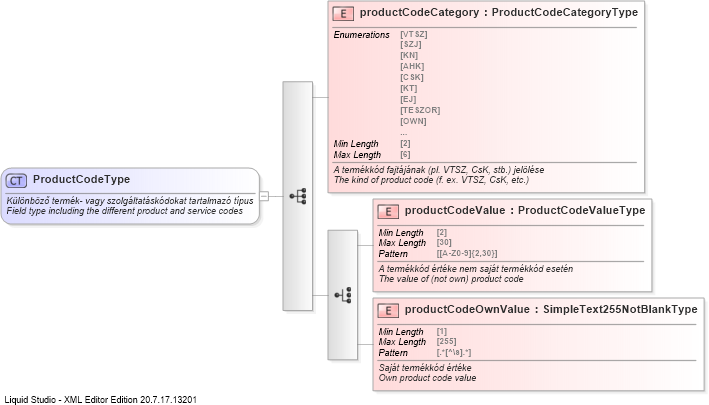 E productCodeCategory : ProductCodeCategoryType
Enumerations [VTSZ]
[SZJ]
[KN]
[AHK]
[CSK]
[KT]
[EJ]
[TESZOR]
[OWN]
...
Min Length [2]
Max Length [6]
A termékkód fajtájának (pl. VTSZ, CsK, stb.) jelölése
The kind of product code (f. ex. VTSZ, CsK, etc.)
CT ProductCodeType
Különböző termék- vagy szolgáltatáskódokat tartalmazó típus
Field type including the different product and service codes
E productCodeValue : ProductCodeValueType
Min Length [2]
Max Length [30]
Pattern [[A-Z0-9]{2,30}]
A termékkód értéke nem saját termékkód esetén
The value of (not own) product code
E productCodeOwnValue : SimpleText255NotBlankType
Min Length [1]
Max Length [255]
Pattern [.*[^\s].*]
Saját termékkód értéke
Own product code value
Liquid Studio - XML Editor Edition 20.7.17.13201